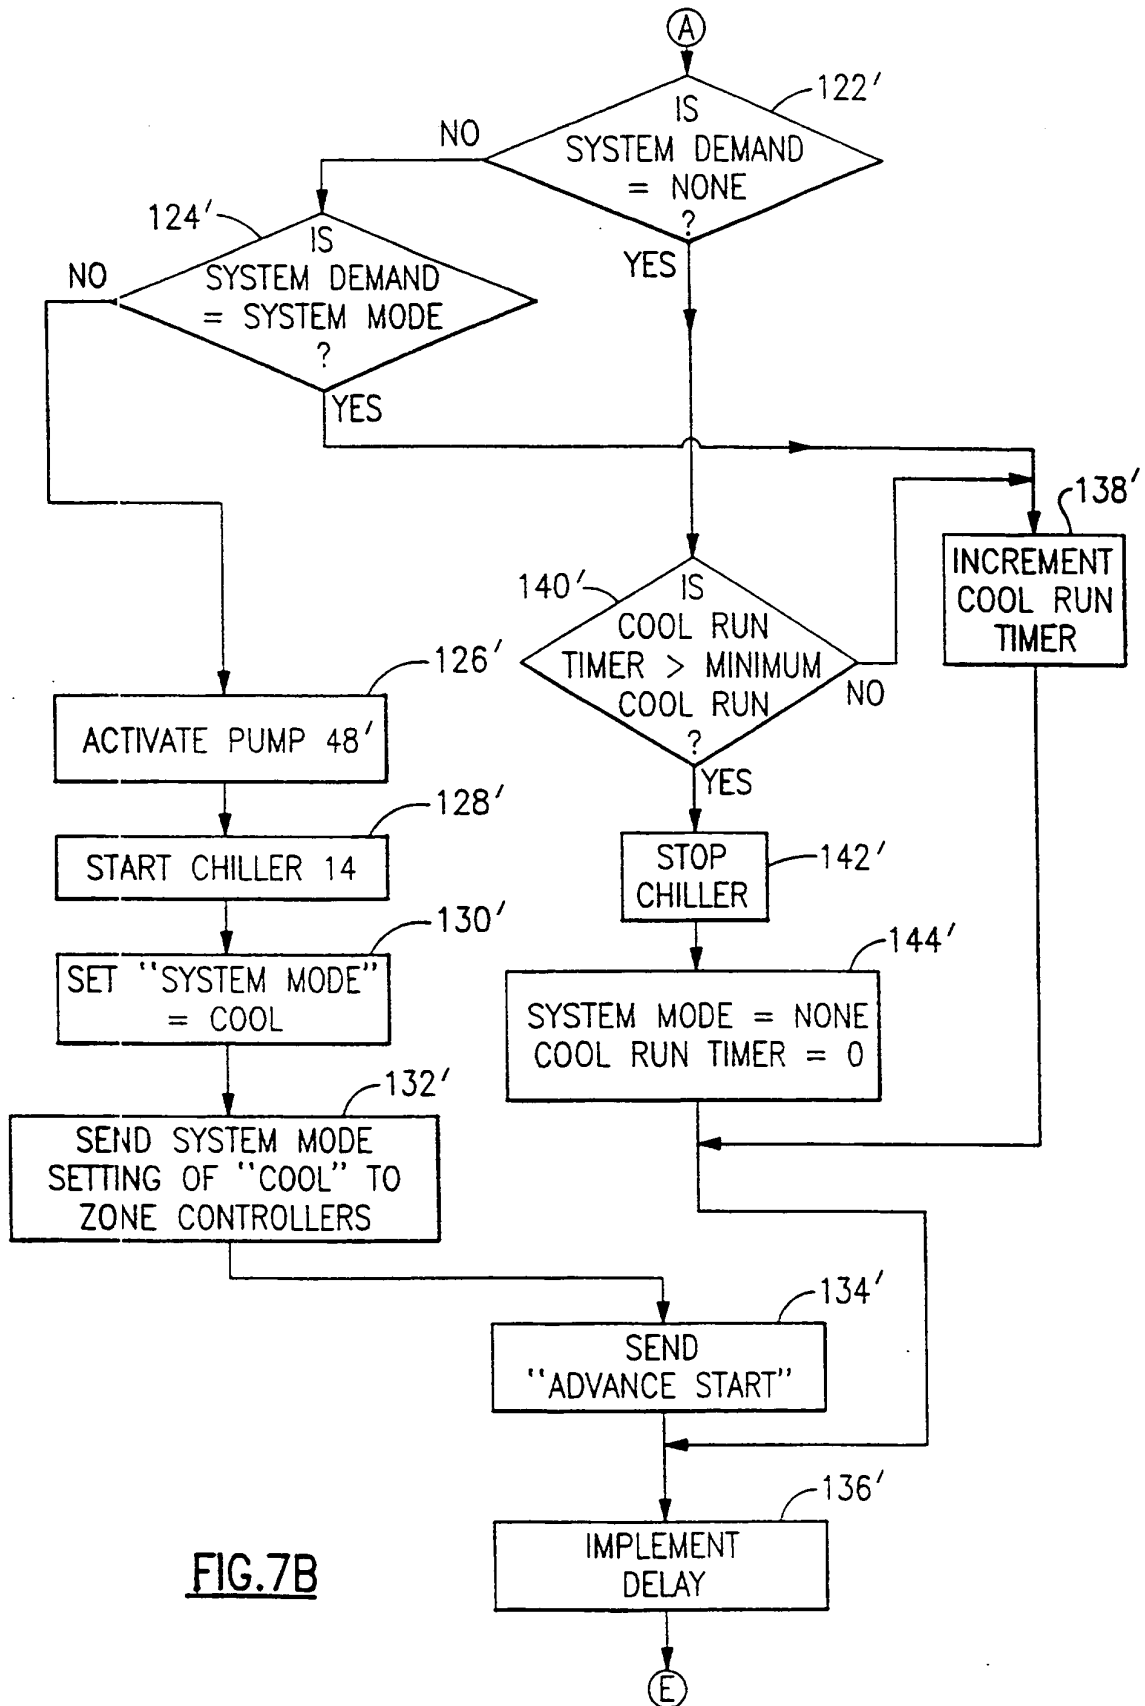 A
122'
IS
SYSTEM DEMAND
= NONE
?
NO
YES
124'
IS
SYSTEM DEMAND
= SYSTEM MODE
?
NO
YES
138'
INCREMENT
COOL RUN
TIMER
140'
IS
COOL RUN
TIMER > MINIMUM
COOL RUN
?
NO
YES
126'
ACTIVATE PUMP 48'
128'
START CHILLER 14
142'
STOP
CHILLER
130'
SET "SYSTEM MODE"
= COOL
144'
SYSTEM MODE = NONE
COOL RUN TIMER = 0
132'
SEND SYSTEM MODE
SETTING OF "COOL" TO
ZONE CONTROLLERS
134'
SEND
"ADVANCE START"
136'
IMPLEMENT
DELAY
FIG.7B
E